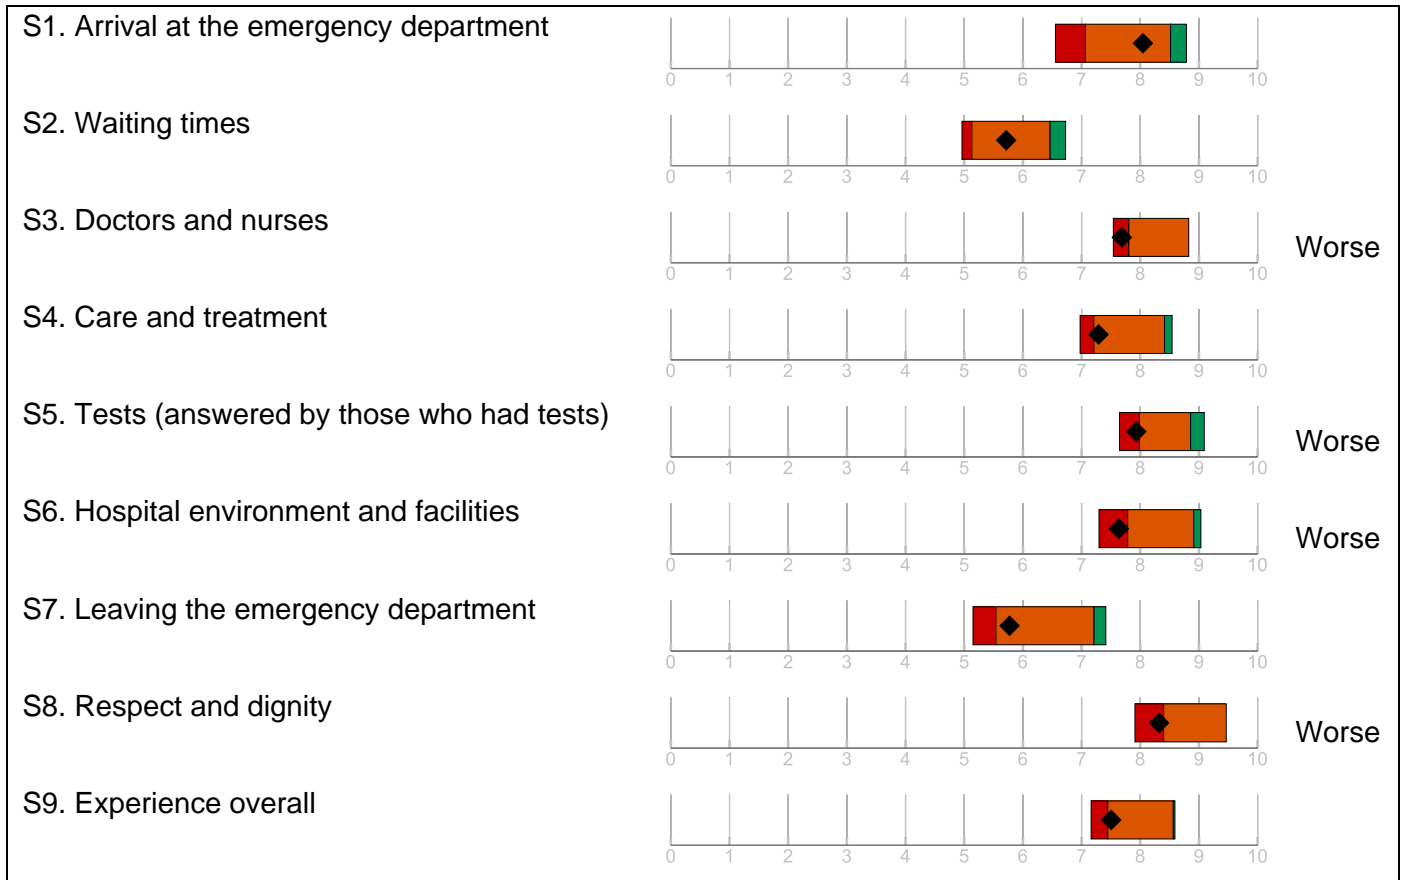 S1. Arrival at the emergency department
0 1 2 3 4 5 6 7 8 9 10
S2. Waiting times
0 1 2 3 4 5 6 7 8 9 10
S3. Doctors and nurses
Worse
0 1 2 3 4 5 6 7 8 9 10
S4. Care and treatment
0 1 2 3 4 5 6 7 8 9 10
S5. Tests (answered by those who had tests)
Worse
0 1 2 3 4 5 6 7 8 9 10
S6. Hospital environment and facilities
Worse
0 1 2 3 4 5 6 7 8 9 10
S7. Leaving the emergency department
0 1 2 3 4 5 6 7 8 9 10
S8. Respect and dignity
Worse
0 1 2 3 4 5 6 7 8 9 10
S9. Experience overall
0 1 2 3 4 5 6 7 8 9 10